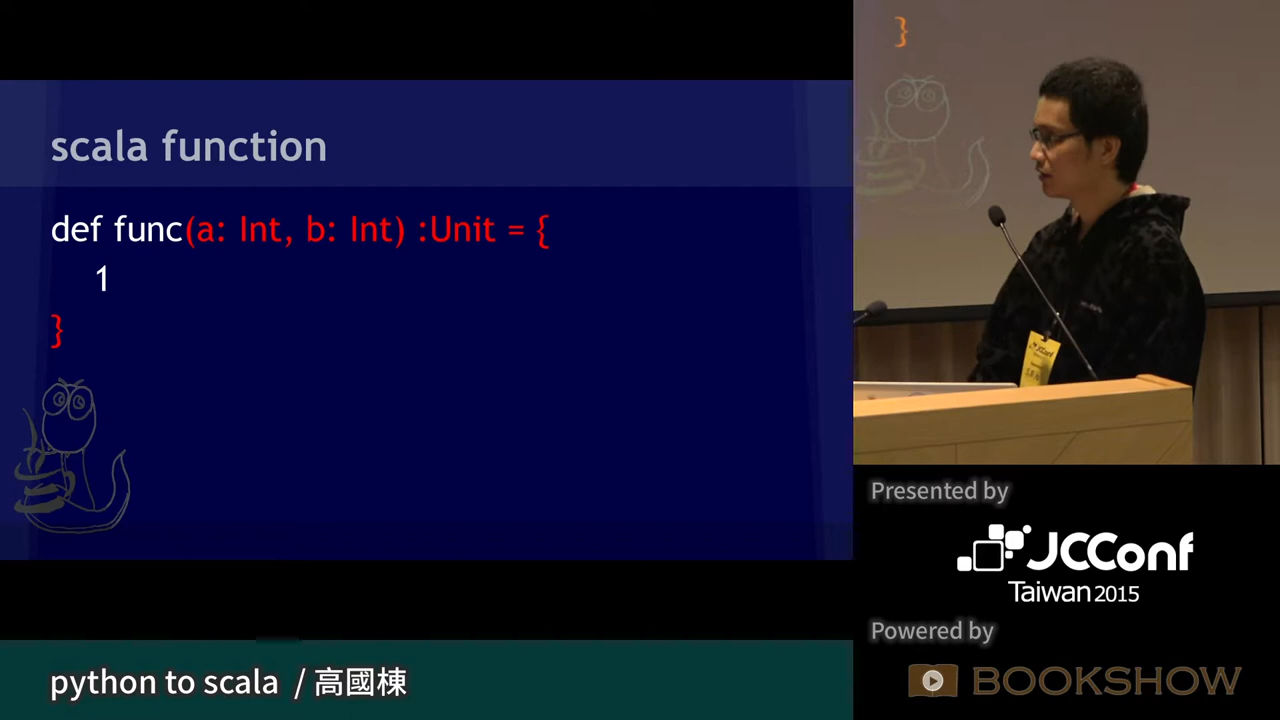 scala function
def func(a: Int, b: Int) :Unit = {
1
}
}
Presented by
JCConf
Taiwan 2015
Powered by
BOOKSHOW
python to scala / 高國棟